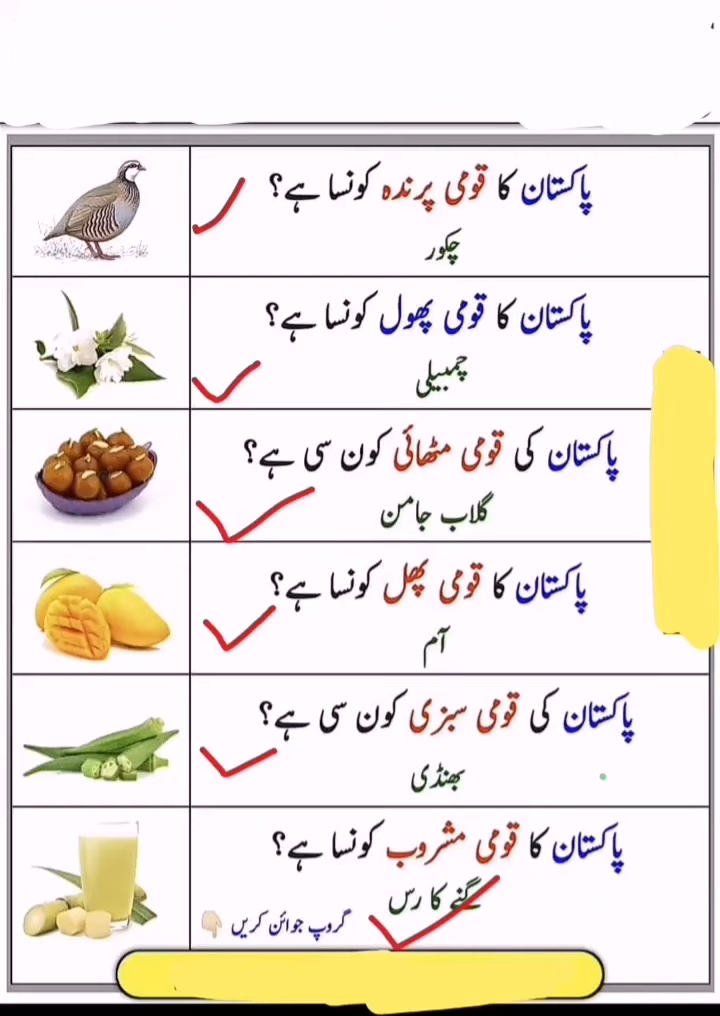 پاکستان کا قومی پرندہ کونسا ہے؟
چکور
پاکستان کا قومی پھول کونسا ہے؟
چمبیلی
پاکستان کی قومی مٹھائی کون سی ہے؟
گلاب جامن
پاکستان کا قومی پھل کونسا ہے؟
آم
پاکستان کی قومی سبزی کون سی ہے؟
بھنڈی
پاکستان کا قومی مشروب کونسا ہے؟
گنے کا رس
گروپ جوائن کریں